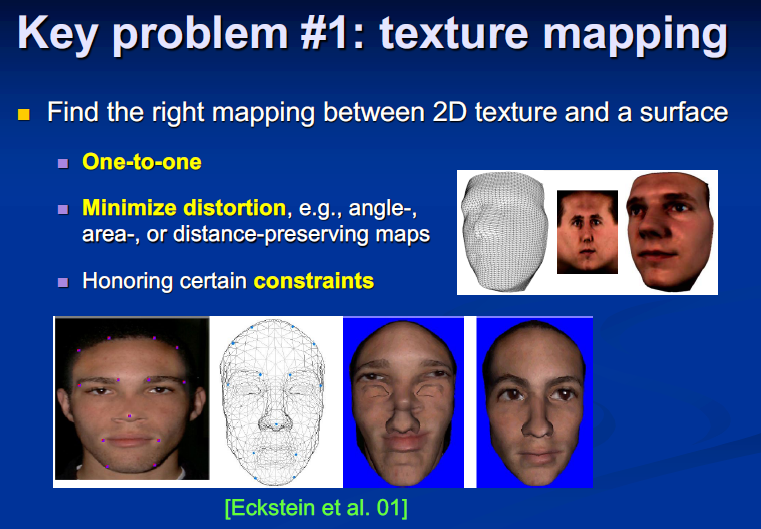 Key problem #1: texture mapping
Find the right mapping between 2D texture and a surface
One-to-one
Minimize distortion, e.g., angle-,
area-, or distance-preserving maps
Honoring certain constraints
[Eckstein et al. 01]